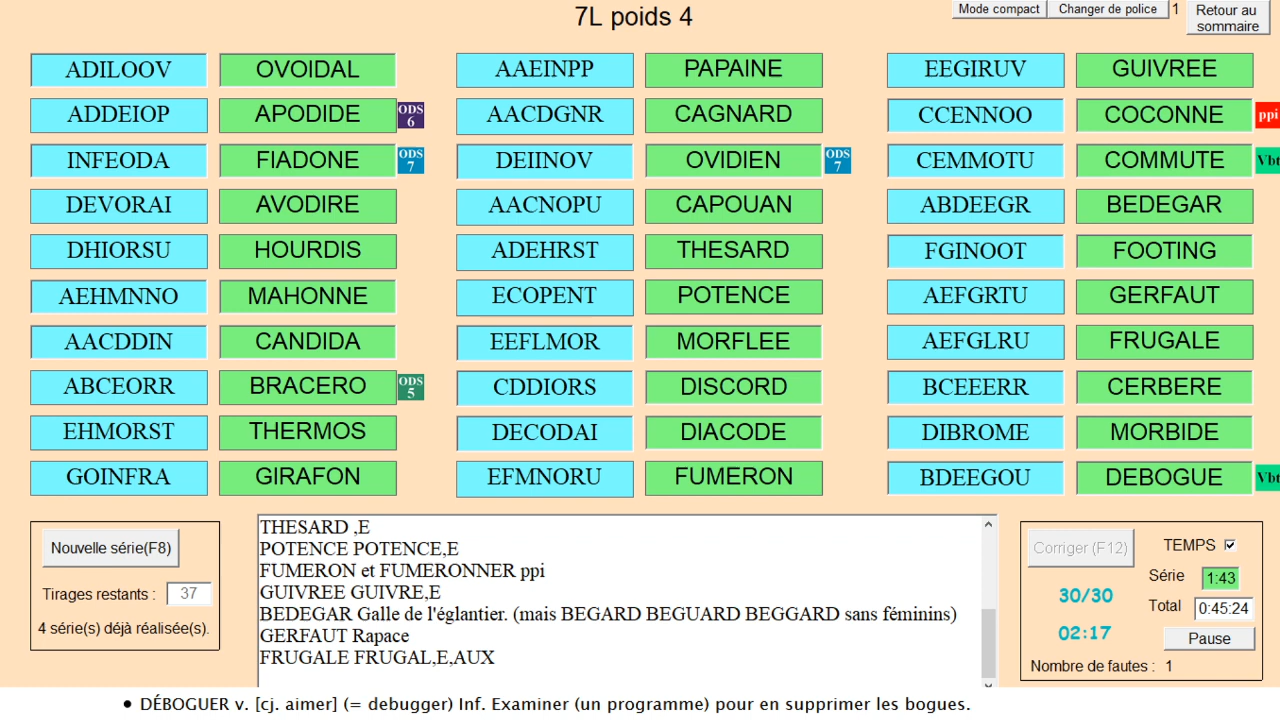 7L poids 4
Mode compact Changer de police 1 Retour au sommaire
ADILOOV OVOIDAL AAEINPP PAPAINE EEGIRUV GUIVREE
ADDEIOP APODIDE ODS 6 AACDGNR CAGNARD CCENNOO COCONNE ppi
INFEODA FIADONE ODS 7 DEIINOV OVIDIEN ODS 7 CEMMOTU COMMUTE Vbt
DEVORAI AVODIRE AACNOPU CAPOUAN ABDEEGR BEDEGAR
DHIORSU HOURDIS ADEHRST THESARD FGINOOT FOOTING
AEHMNNO MAHONNE ECOPENT POTENCE AEFGRTU GERFAUT
AACDDIN CANDIDA EEFLMOR MORFLEE AEFGLRU FRUGALE
ABCEORR BRACERO ODS 5 CDDIORS DISCORD BCEEERR CERBERE
EHMORST THERMOS DECODAI DIACODE DIBROME MORBIDE
GOINFRA GIRAFON EFMNORU FUMERON BDEEGOU DEBOGUE Vbt
Nouvelle série(F8)
Tirages restants : 37
4 série(s) déjà réalisée(s).
THESARD ,E
POTENCE POTENCE,E
FUMERON et FUMERONNER ppi
GUIVREE GUIVRE,E
BEDEGAR Galle de l'églantier. (mais BEGARD BEGUARD BEGGARD sans féminins)
GERFAUT Rapace
FRUGALE FRUGAL,E,AUX
Corriger (F12) TEMPS
Série 1:43
30/30
Total 0:45:24
02:17
Pause
Nombre de fautes : 1
• DÉBOGUER v. [cj. aimer] (= debugger) Inf. Examiner (un programme) pour en supprimer les bogues.